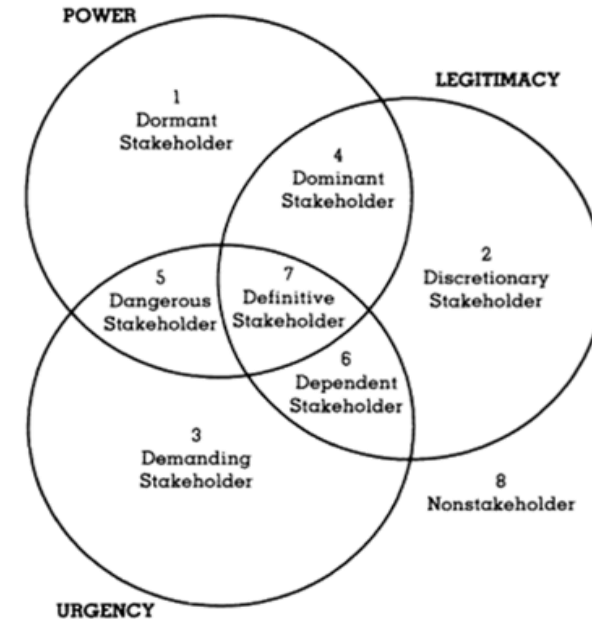 POWER
LEGITIMACY
1
Dormant
Stakeholder
4
Dominant
Stakeholder
2
Discretionary
Stakeholder
5
Dangerous
Stakeholder
7
Definitive
Stakeholder
6
Dependent
Stakeholder
3
Demanding
Stakeholder
8
Nonstakeholder
URGENCY